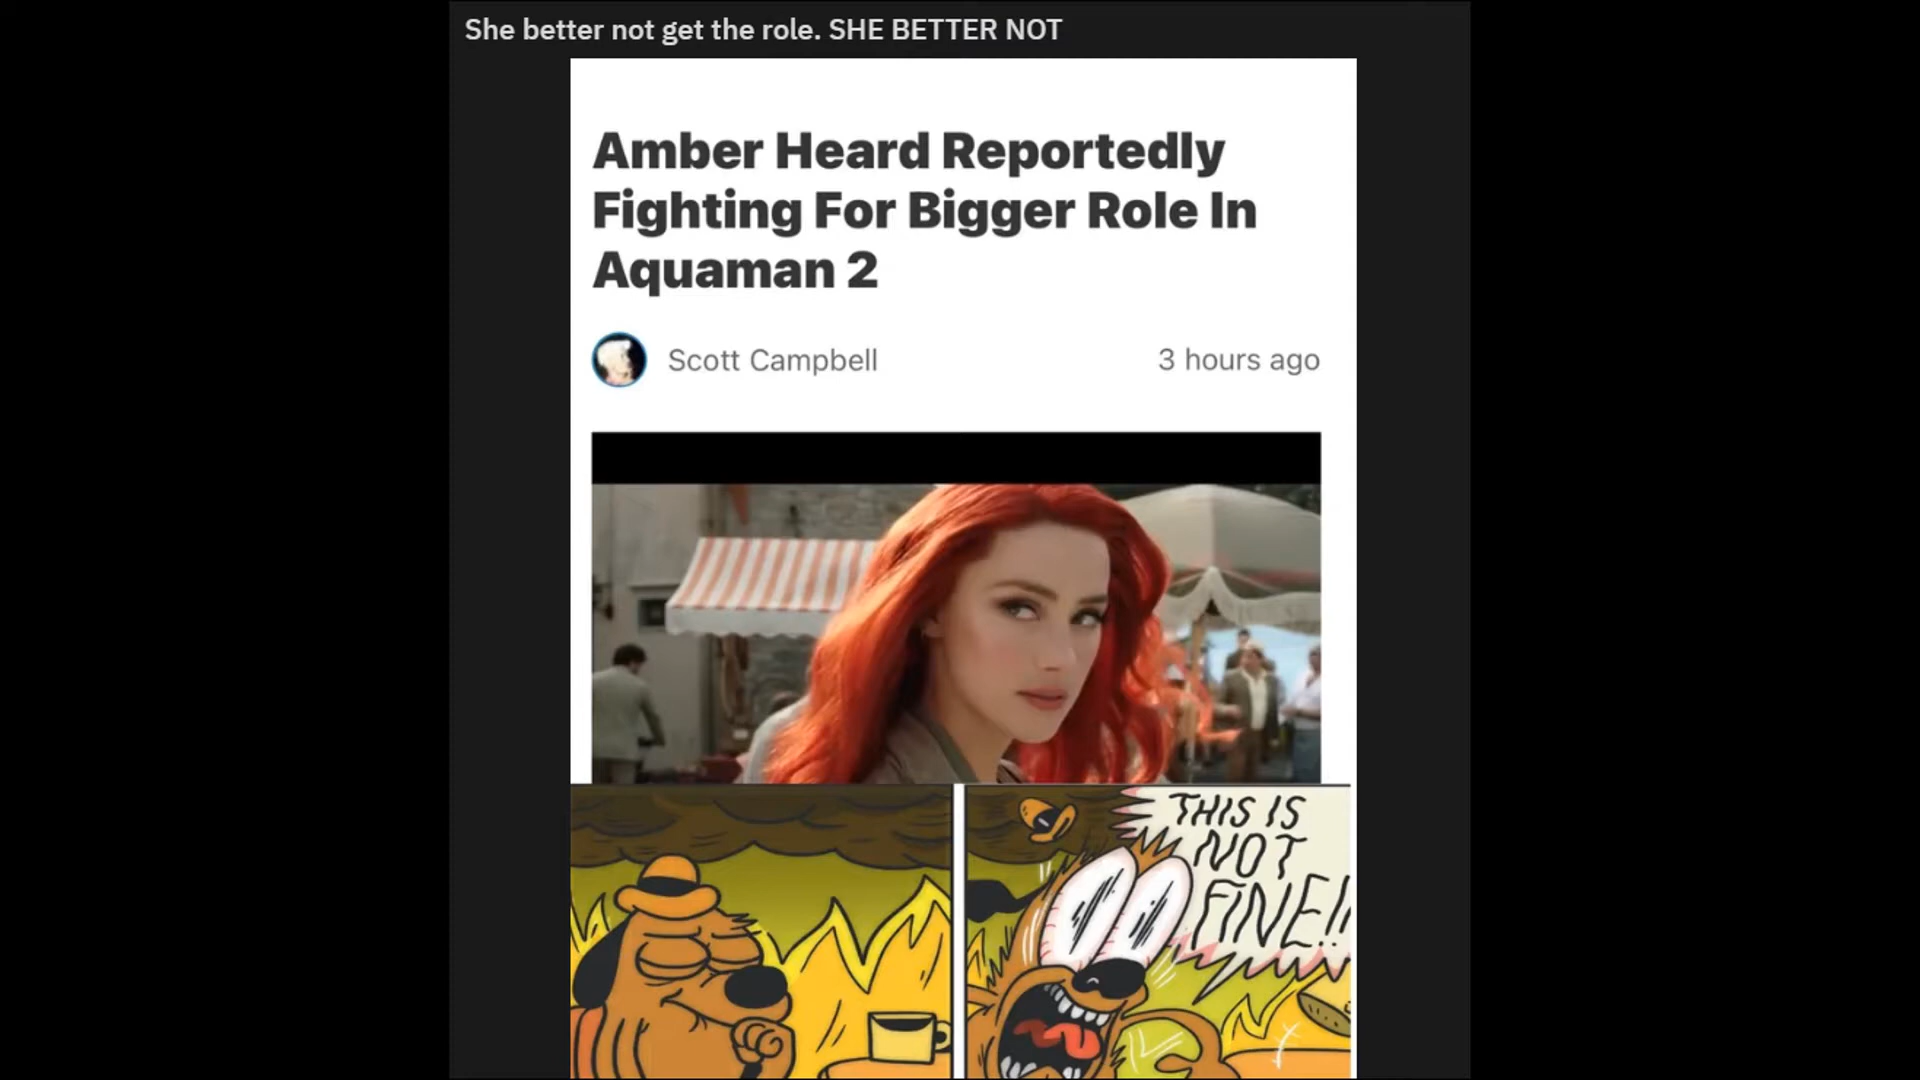 She better not get the role. SHE BETTER NOT
Amber Heard Reportedly
Fighting For Bigger Role In
Aquaman 2
Scott Campbell
3 hours ago
THIS IS
NOT
FINE!!